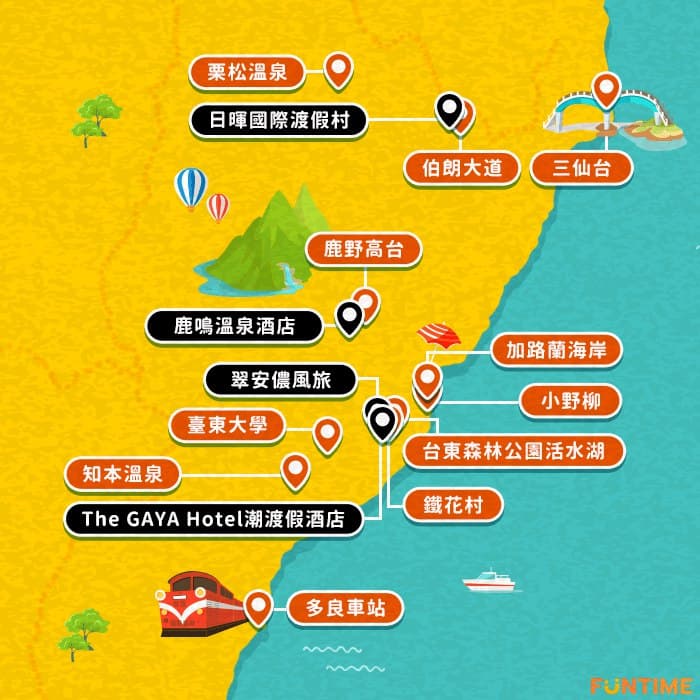 栗松溫泉
日暉國際渡假村
伯朗大道
三仙台
鹿野高台
鹿鳴溫泉酒店
加路蘭海岸
翠安儂風旅
小野柳
臺東大學
台東森林公園活水湖
知本溫泉
鐵花村
The GAYA Hotel潮渡假酒店
多良車站
FUNTIME